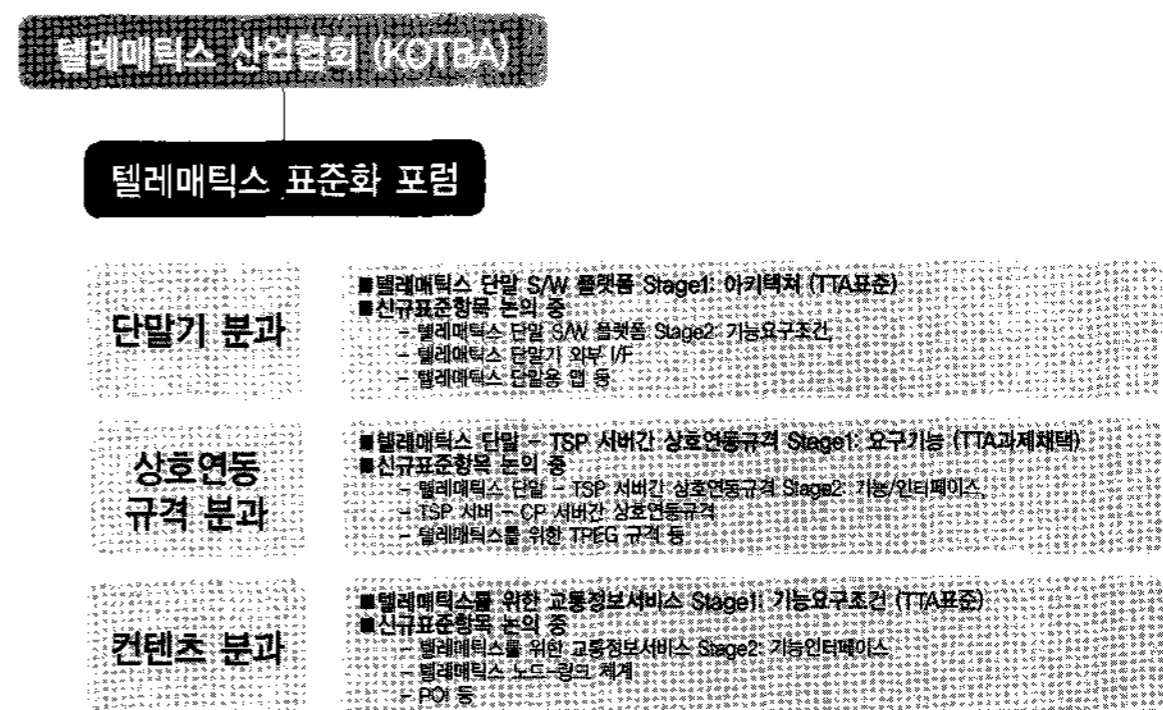 텔레매틱스 산업협회 (KOTBA)
텔레매틱스 표준화 포럼
단말기 분과
■텔레매틱스 단말 S/W 플랫폼 Stage1: 아키텍쳐 (TTA표준)
■신규표준항목 논의 중
- 텔레매틱스 단말 S/W 플랫폼 Stage2: 기능요구조건,
- 텔레매틱스 단말기 외부 I/F
- 텔레매틱스 단말용 맵 등
상호연동
규격 분과
■텔레매틱스 단말 - TSP 서버간 상호연동규격 Stage1: 요구기능 (TTA과제채택)
■신규표준항목 논의 중
- 텔레매틱스 단말 - TSP 서버간 상호연동규격 Stage2: 기능/인터페이스,
- TSP 서버 - CP 서버간 상호연동규격
- 텔레매틱스를 위한 TPEG 규격 등
컨텐츠 분과
■텔레매틱스를 위한 교통정보서비스 Stage1: 기능요구조건 (TTA표준)
■신규표준항목 논의 중
- 텔레매틱스를 위한 교통정보서비스 Stage2: 기능인터페이스
- 텔레매틱스 노드-링크 체계
- POI 등